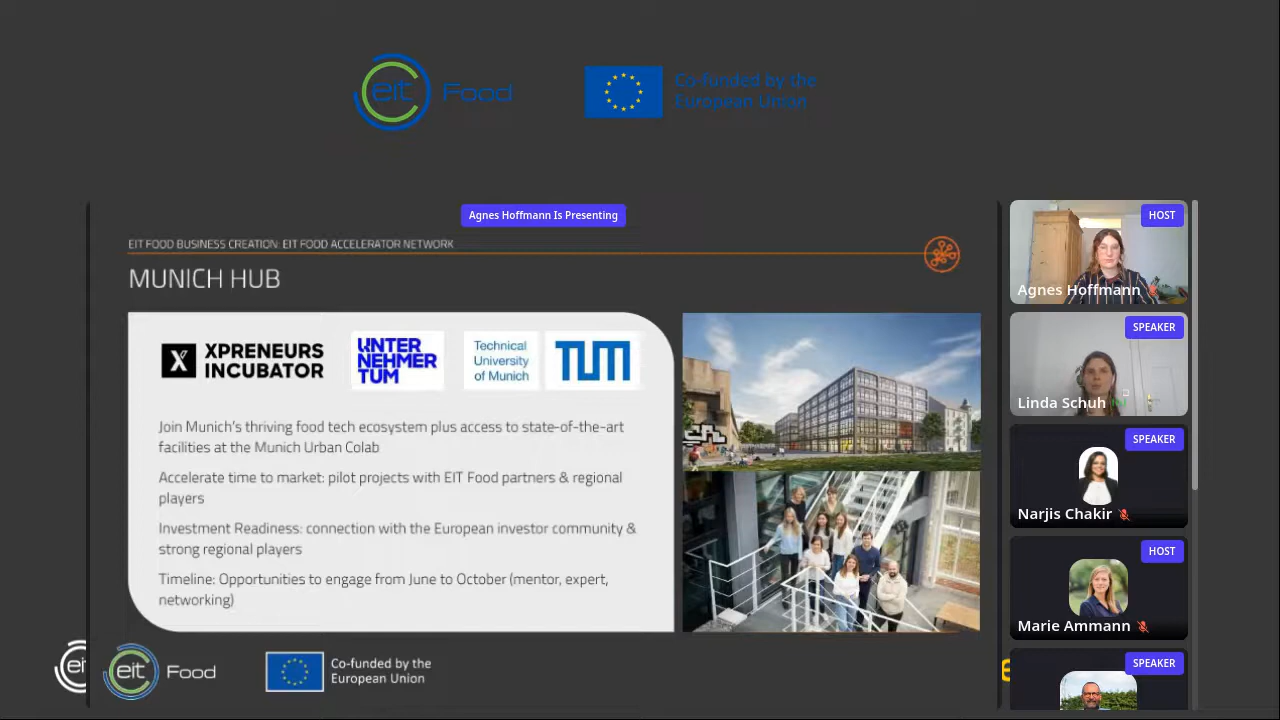 eit Food
Co-funded by the
European Union
Agnes Hoffmann Is Presenting
EIT FOOD BUSINESS CREATION: EIT FOOD ACCELERATOR NETWORK
MUNICH HUB
X XPRENEURS
INCUBATOR
UNTER
NEHMER
TUM
Technical
University
of Munich
TUM
Join Munich's thriving food tech ecosystem plus access to state-of-the-art
facilities at the Munich Urban Colab
Accelerate time to market: pilot projects with EIT Food partners & regional
players
Investment Readiness: connection with the European investor community &
strong regional players
Timeline: Opportunities to engage from June to October (mentor, expert,
networking)
eit Food
Co-funded by the
European Union
HOST
Agnes Hoffmann
SPEAKER
Linda Schuh
SPEAKER
Narjis Chakir
HOST
Marie Ammann
SPEAKER